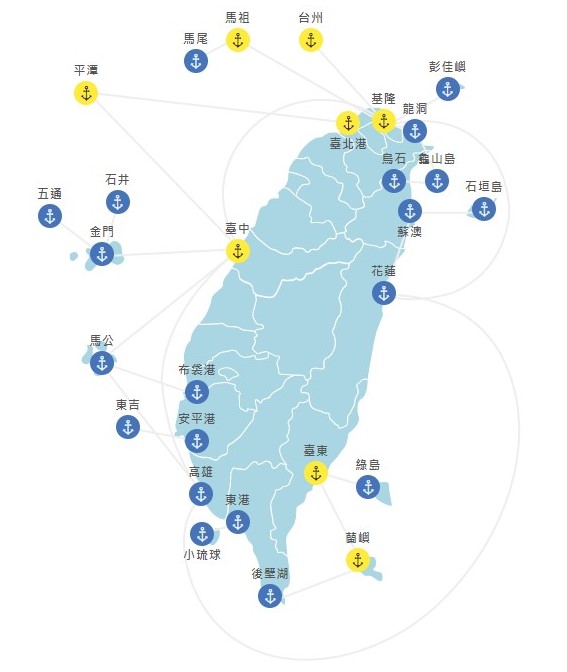 馬祖
台州
馬尾
彭佳嶼
平潭
基隆
龍洞
臺北港
烏石
龜山島
石井
五通
石垣島
金門
臺中
蘇澳
花蓮
馬公
布袋港
東吉
安平港
臺東
綠島
高雄
東港
蘭嶼
小琉球
後壁湖